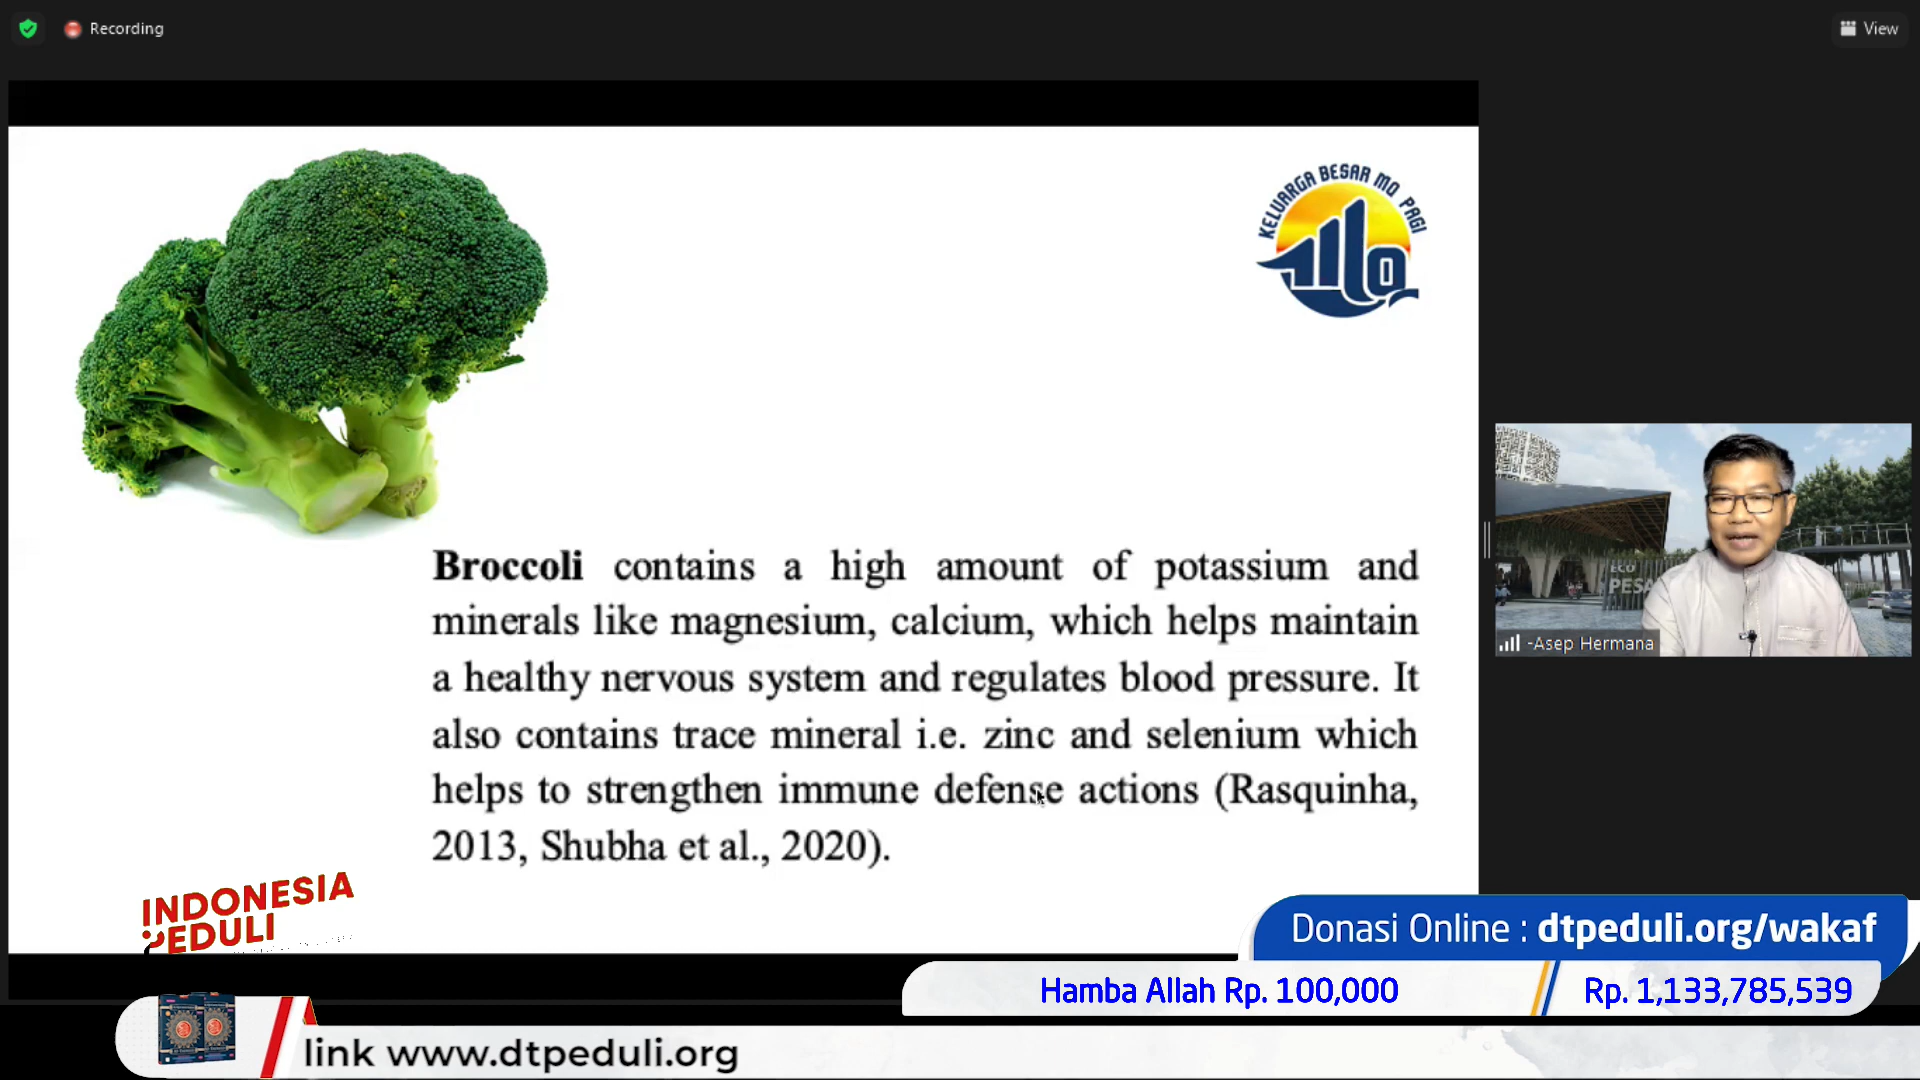 Recording
View
KELUARGA BESAR MQ PAGI
MQ
Broccoli contains a high amount of potassium and
minerals like magnesium, calcium, which helps maintain
a healthy nervous system and regulates blood pressure. It
also contains trace mineral i.e. zinc and selenium which
helps to strengthen immune defense actions (Rasquinha,
2013, Shubha et al., 2020).
ECO
PESA
-Asep Hermana
INDONESIA
PEDULI
Donasi Online : dtpeduli.org/wakaf
Hamba Allah Rp. 100,000
Rp. 1,133,785,539
link www.dtpeduli.org